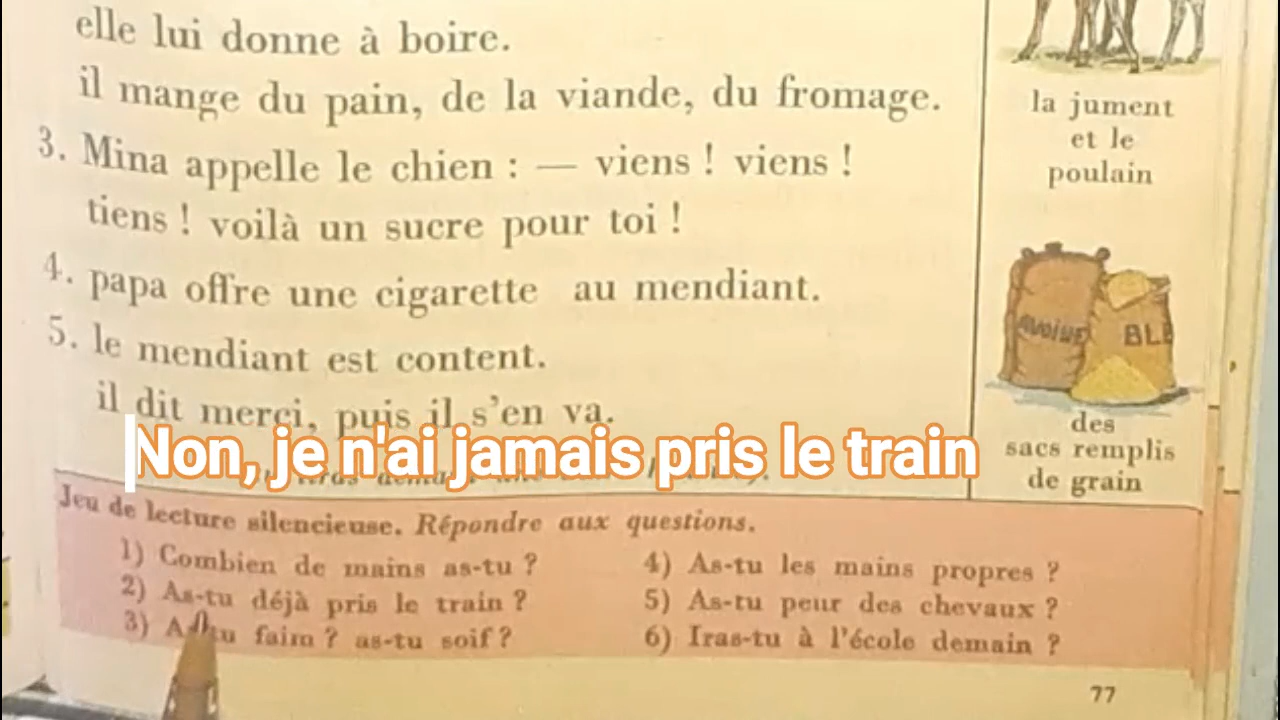 elle lui donne à boire.
il mange du pain, de la viande, du fromage.
3. Mina appelle le chien : — viens ! viens !
tiens ! voilà un sucre pour toi !
4. papa offre une cigarette au mendiant.
5. le mendiant est content.
il dit merci, puis il s'en va.
Non, je n'ai jamais pris le train
Jeu de lecture silencieuse. Répondre aux questions.
1) Combien de mains as-tu ?
2) As-tu déjà pris le train ?
3) As-tu faim ? as-tu soif ?
4) As-tu les mains propres ?
5) As-tu peur des chevaux ?
6) Iras-tu à l'école demain ?
la jument
et le
poulain
AVOINE
BLE
des
sacs remplis
de grain
77